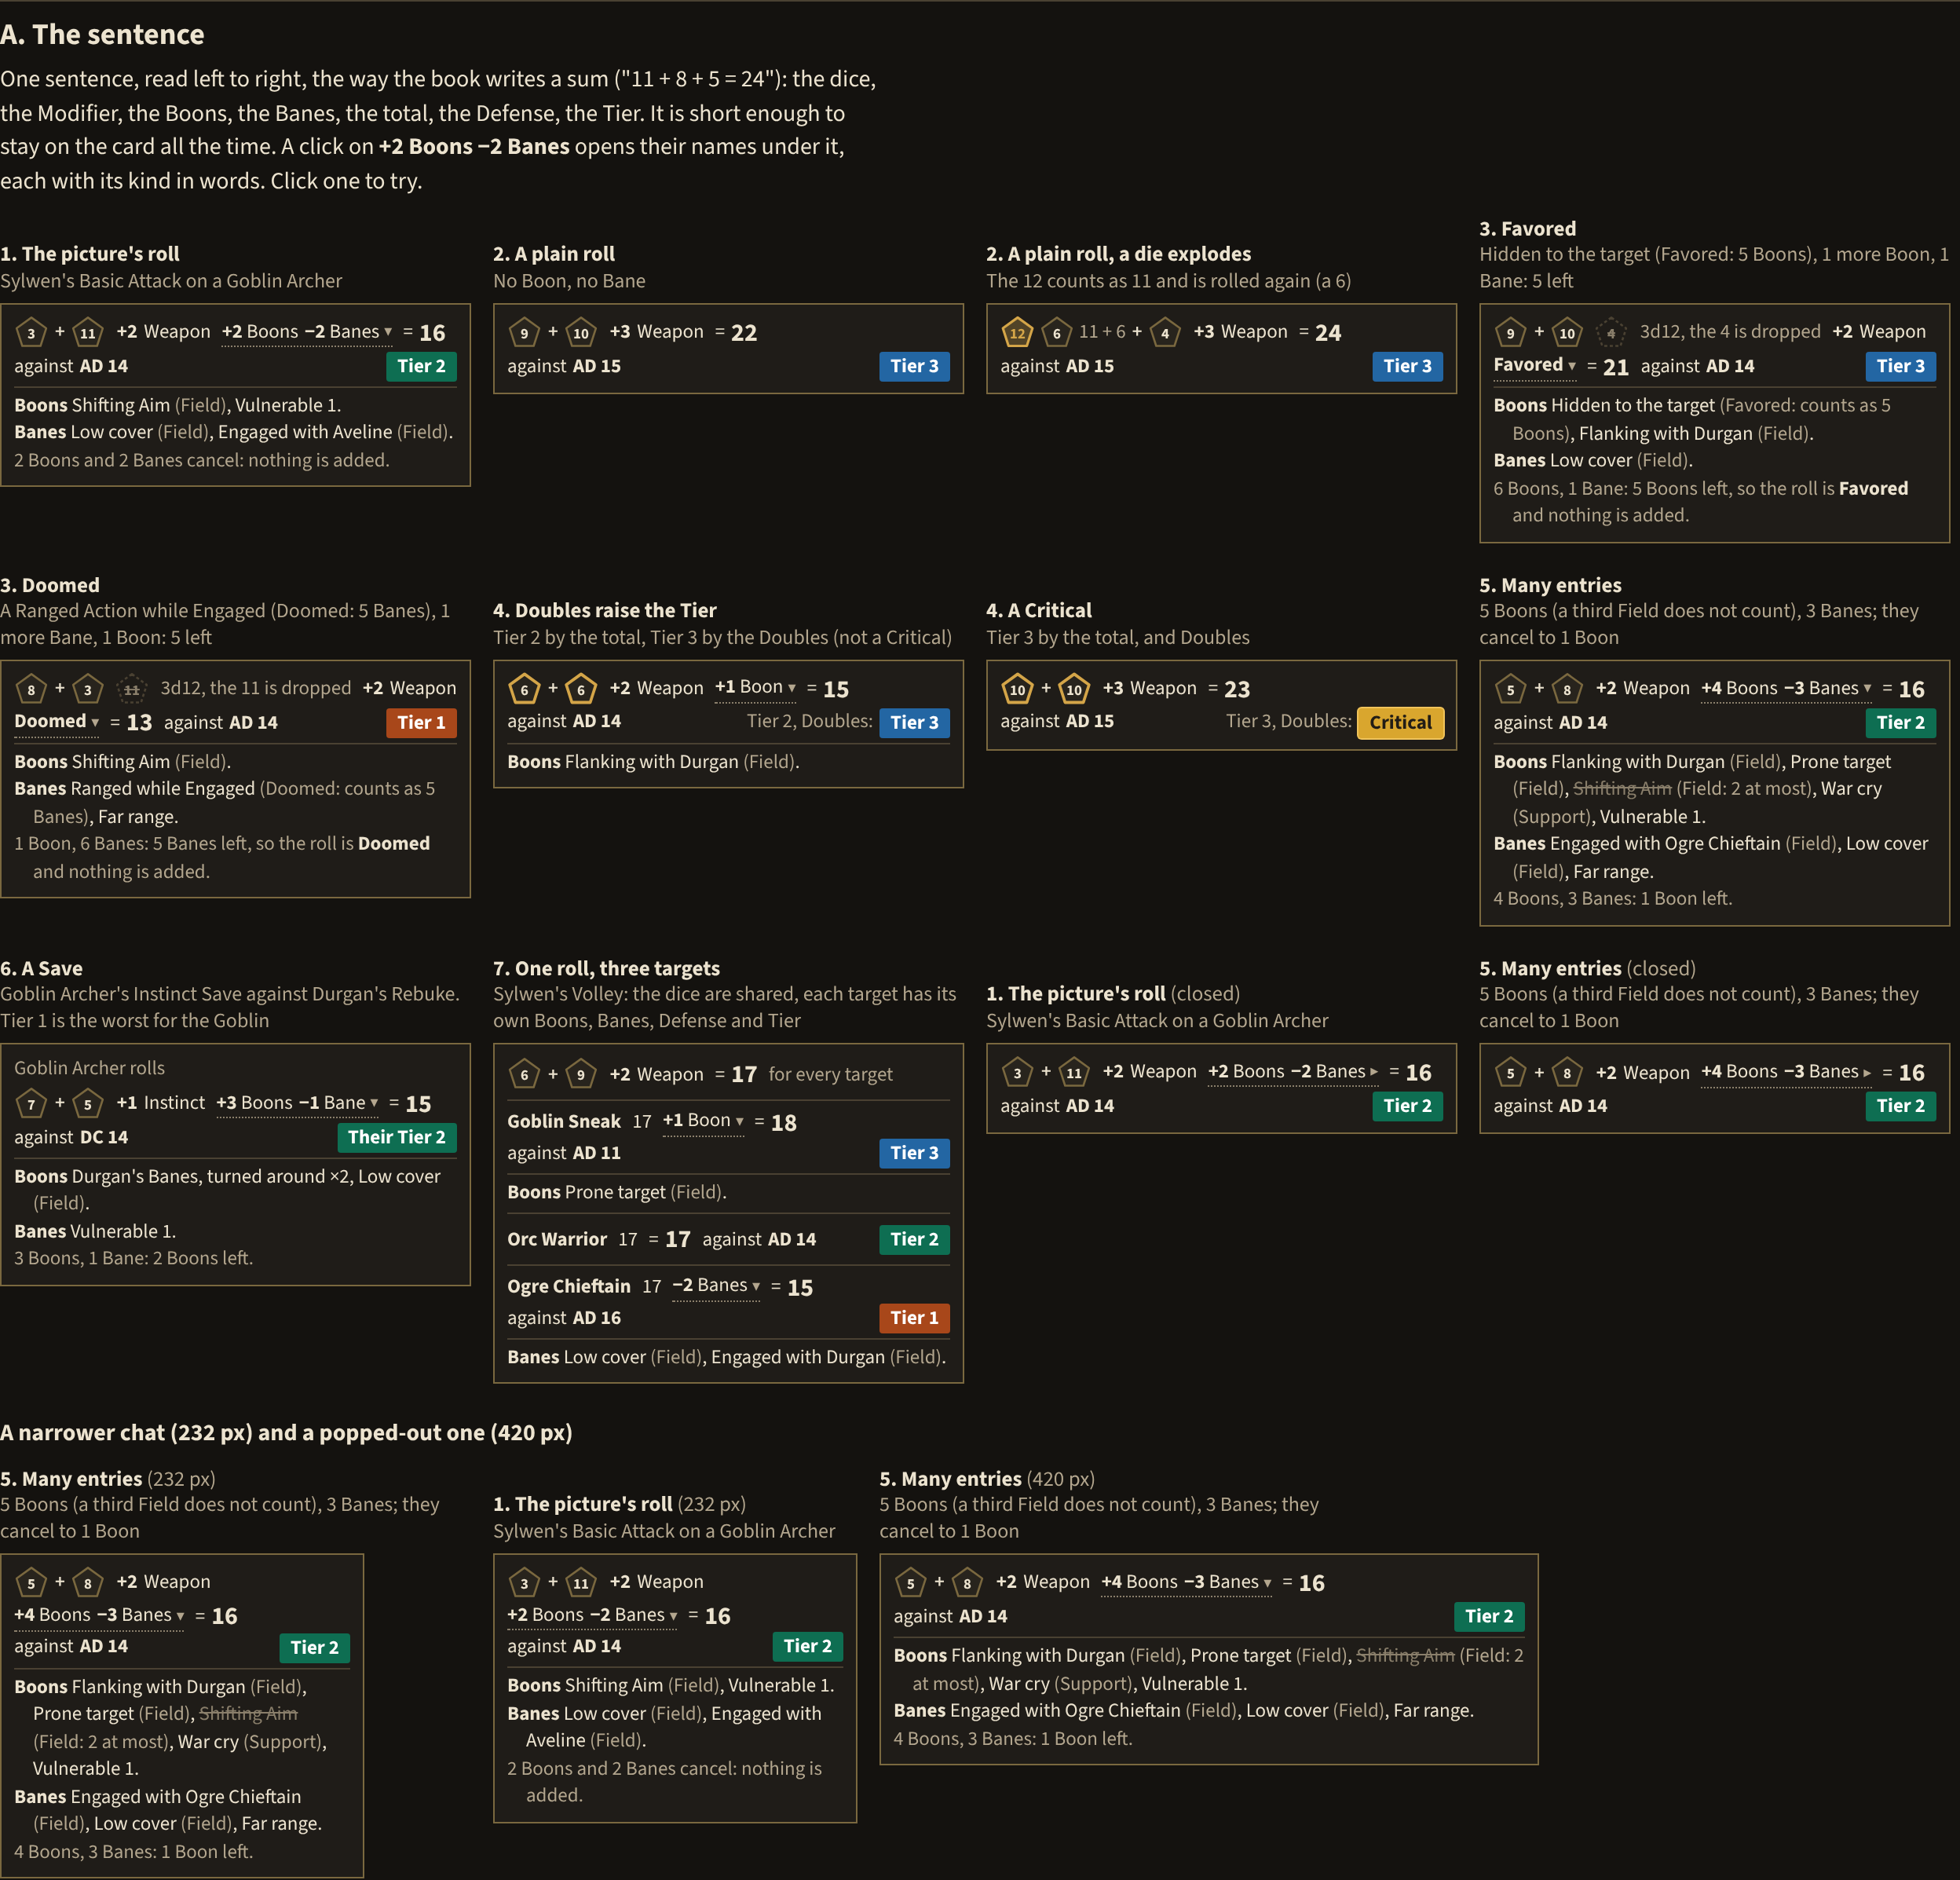 A. The sentence
One sentence, read left to right, the way the book writes a sum ("11 + 8 + 5 = 24"): the dice,
the Modifier, the Boons, the Banes, the total, the Defense, the Tier. It is short enough to
stay on the card all the time. A click on +2 Boons −2 Banes opens their names under it,
each with its kind in words. Click one to try.
1. The picture's roll
Sylwen's Basic Attack on a Goblin Archer
3 + 11 +2 Weapon +2 Boons −2 Banes ▾ = 16
against AD 14 Tier 2
Boons Shifting Aim (Field), Vulnerable 1.
Banes Low cover (Field), Engaged with Aveline (Field).
2 Boons and 2 Banes cancel: nothing is added.
2. A plain roll
No Boon, no Bane
9 + 10 +3 Weapon = 22
against AD 15 Tier 3
2. A plain roll, a die explodes
The 12 counts as 11 and is rolled again (a 6)
12 6 11 + 6 + 4 +3 Weapon = 24
against AD 15 Tier 3
3. Favored
Hidden to the target (Favored: 5 Boons), 1 more Boon, 1
Bane: 5 left
9 + 10 4 3d12, the 4 is dropped +2 Weapon
Favored ▾ = 21 against AD 14 Tier 3
Boons Hidden to the target (Favored: counts as 5
Boons), Flanking with Durgan (Field).
Banes Low cover (Field).
6 Boons, 1 Bane: 5 Boons left, so the roll is Favored
and nothing is added.
3. Doomed
A Ranged Action while Engaged (Doomed: 5 Banes), 1
more Bane, 1 Boon: 5 left
8 + 3 11 3d12, the 11 is dropped +2 Weapon
Doomed ▾ = 13 against AD 14 Tier 1
Boons Shifting Aim (Field).
Banes Ranged while Engaged (Doomed: counts as 5
Banes), Far range.
1 Boon, 6 Banes: 5 Banes left, so the roll is Doomed
and nothing is added.
4. Doubles raise the Tier
Tier 2 by the total, Tier 3 by the Doubles (not a Critical)
6 + 6 +2 Weapon +1 Boon ▾ = 15
against AD 14 Tier 2, Doubles: Tier 3
Boons Flanking with Durgan (Field).
4. A Critical
Tier 3 by the total, and Doubles
10 + 10 +3 Weapon = 23
against AD 15 Tier 3, Doubles: Critical
5. Many entries
5 Boons (a third Field does not count), 3 Banes; they
cancel to 1 Boon
5 + 8 +2 Weapon +4 Boons −3 Banes ▾ = 16
against AD 14 Tier 2
Boons Flanking with Durgan (Field), Prone target
(Field), Shifting Aim (Field: 2 at most), War cry
(Support), Vulnerable 1.
Banes Engaged with Ogre Chieftain (Field), Low cover
(Field), Far range.
4 Boons, 3 Banes: 1 Boon left.
6. A Save
Goblin Archer's Instinct Save against Durgan's Rebuke.
Tier 1 is the worst for the Goblin
Goblin Archer rolls
7 + 5 +1 Instinct +3 Boons −1 Bane ▾ = 15
against DC 14 Their Tier 2
Boons Durgan's Banes, turned around ×2, Low cover
(Field).
Banes Vulnerable 1.
3 Boons, 1 Bane: 2 Boons left.
7. One roll, three targets
Sylwen's Volley: the dice are shared, each target has its
own Boons, Banes, Defense and Tier
6 + 9 +2 Weapon = 17 for every target
Goblin Sneak 17 +1 Boon ▾ = 18
against AD 11 Tier 3
Boons Prone target (Field).
Orc Warrior 17 = 17 against AD 14 Tier 2
Ogre Chieftain 17 −2 Banes ▾ = 15
against AD 16 Tier 1
Banes Low cover (Field), Engaged with Durgan (Field).
1. The picture's roll (closed)
Sylwen's Basic Attack on a Goblin Archer
3 + 11 +2 Weapon +2 Boons −2 Banes ▸ = 16
against AD 14 Tier 2
5. Many entries (closed)
5 Boons (a third Field does not count), 3 Banes; they
cancel to 1 Boon
5 + 8 +2 Weapon +4 Boons −3 Banes ▸ = 16
against AD 14 Tier 2
A narrower chat (232 px) and a popped-out one (420 px)
5. Many entries (232 px)
5 Boons (a third Field does not count), 3 Banes; they
cancel to 1 Boon
5 + 8 +2 Weapon
+4 Boons −3 Banes ▾ = 16
against AD 14 Tier 2
Boons Flanking with Durgan (Field),
Prone target (Field), Shifting Aim
(Field: 2 at most), War cry (Support),
Vulnerable 1.
Banes Engaged with Ogre Chieftain
(Field), Low cover (Field), Far range.
4 Boons, 3 Banes: 1 Boon left.
1. The picture's roll (232 px)
Sylwen's Basic Attack on a Goblin Archer
3 + 11 +2 Weapon
+2 Boons −2 Banes ▾ = 16
against AD 14 Tier 2
Boons Shifting Aim (Field), Vulnerable 1.
Banes Low cover (Field), Engaged with
Aveline (Field).
2 Boons and 2 Banes cancel: nothing is
added.
5. Many entries (420 px)
5 Boons (a third Field does not count), 3 Banes; they
cancel to 1 Boon
5 + 8 +2 Weapon +4 Boons −3 Banes ▾ = 16
against AD 14 Tier 2
Boons Flanking with Durgan (Field), Prone target (Field), Shifting Aim (Field: 2
at most), War cry (Support), Vulnerable 1.
Banes Engaged with Ogre Chieftain (Field), Low cover (Field), Far range.
4 Boons, 3 Banes: 1 Boon left.